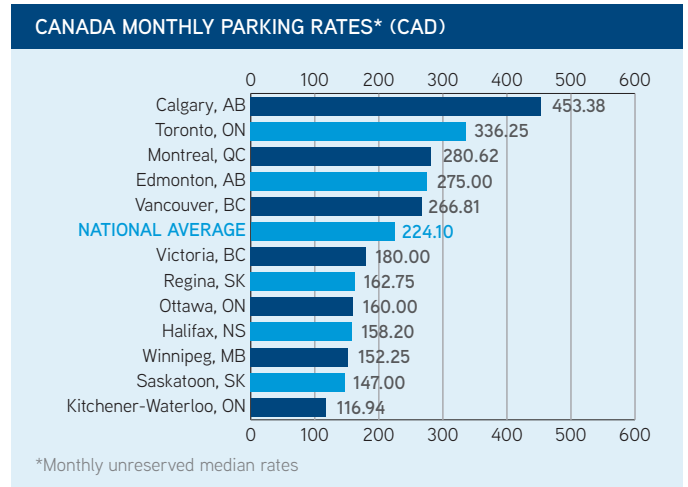 CANADA MONTHLY PARKING RATES* (CAD)
0 100 200 300 400 500 600
Calgary, AB 453.38
Toronto, ON 336.25
Montreal, QC 280.62
Edmonton, AB 275.00
Vancouver, BC 266.81
NATIONAL AVERAGE 224.10
Victoria, BC 180.00
Regina, SK 162.75
Ottawa, ON 160.00
Halifax, NS 158.20
Winnipeg, MB 152.25
Saskatoon, SK 147.00
Kitchener-Waterloo, ON 116.94
0 100 200 300 400 500 600
*Monthly unreserved median rates